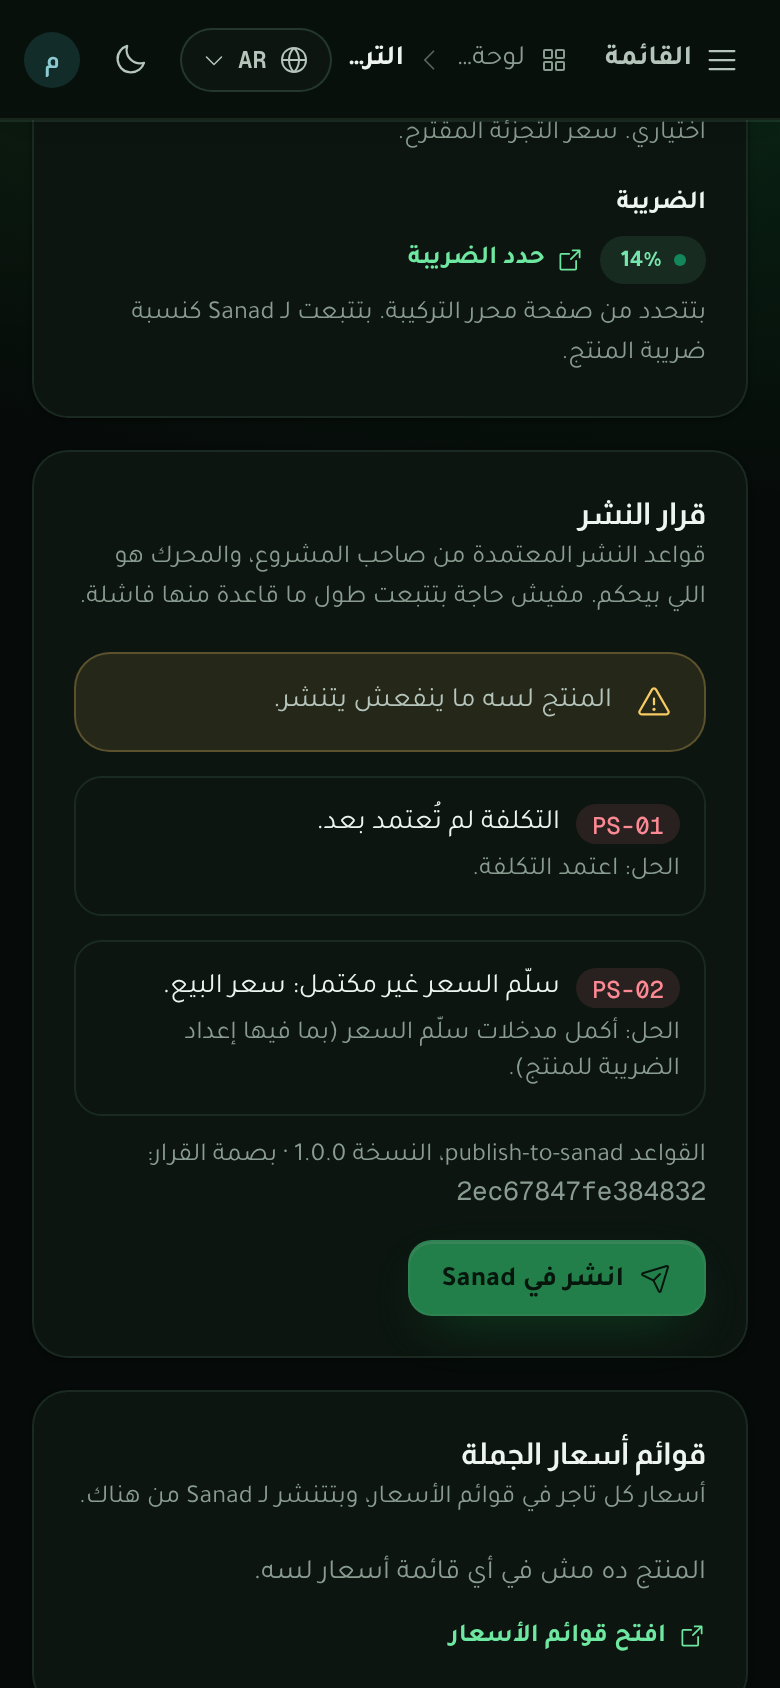 القائمة
لوحة...
التر...
AR
م
اختياري. سعر التجزئة المقترح.
الضريبة
14%
حدد الضريبة
بتتحدد من صفحة محرر التركيبة. بتتبعت لـ Sanad كنسبة
ضريبة المنتج.
قرار النشر
قواعد النشر المعتمدة من صاحب المشروع، والمحرك هو
اللي بيحكم. مفيش حاجة بتتبعت طول ما قاعدة منها فاشلة.
المنتج لسه ما ينفعش يتنشر.
PS-01 التكلفة لم تُعتمد بعد.
الحل: اعتمد التكلفة.
PS-02 سلّم السعر غير مكتمل: سعر البيع.
الحل: أكمل مدخلات سلّم السعر (بما فيها إعداد
الضريبة للمنتج).
القواعد publish-to-sanad، النسخة 1.0.0 · بصمة القرار:
2ec67847fe384832
انشر في Sanad
قوائم أسعار الجملة
أسعار كل تاجر في قوائم الأسعار، وبتتنشر لـ Sanad من هناك.
المنتج ده مش في أي قائمة أسعار لسه.
افتح قوائم الأسعار